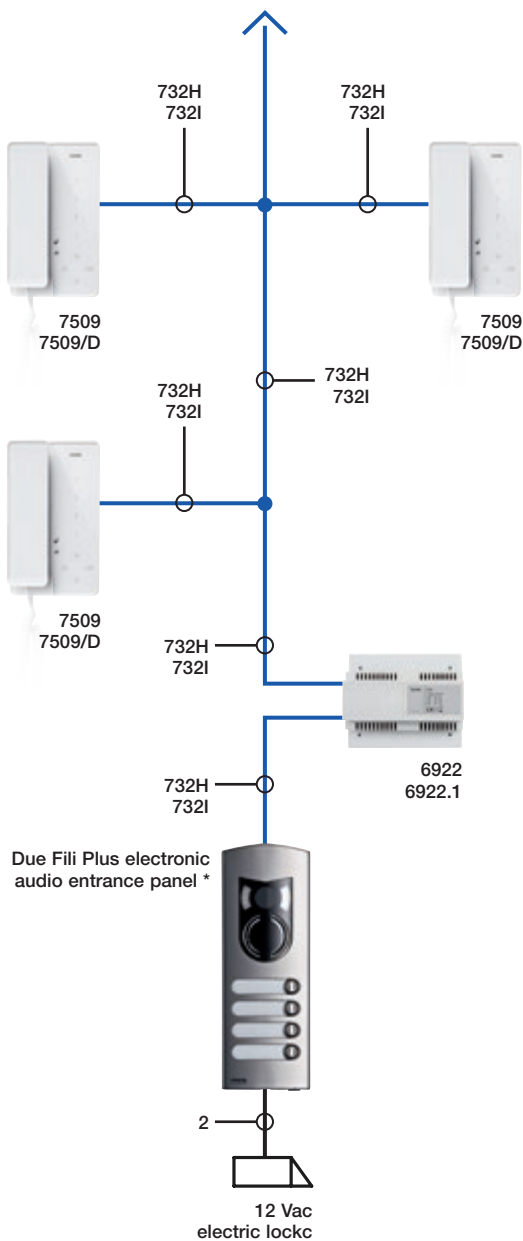 732H
732I
732H
732I
7509
7509/D
7509
7509/D
732H
732I
732H
732I
7509
7509/D
732H
732I
6922
6922.1
732H
732I
Due Fili Plus electronic
audio entrance panel *
2
12 Vac
electric lockc